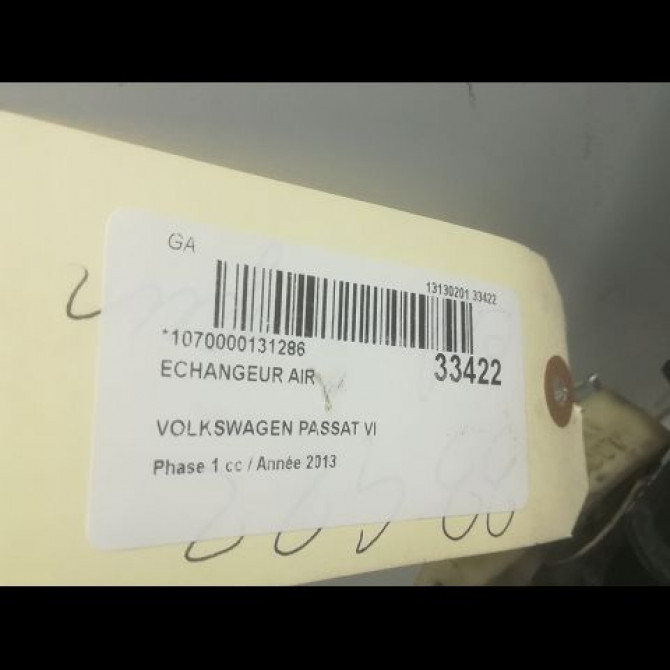 GA
13130201 33422
*1070000131286
33422
ECHANGEUR AIR
VOLKSWAGEN PASSAT VI
Phase 1 cc / Année 2013